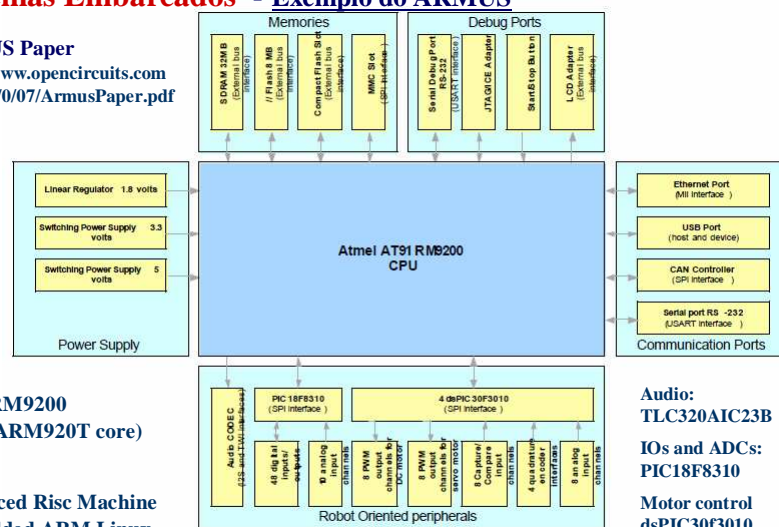 mas Embarcados - Exemplo do ARMUS
US Paper
ww.opencircuits.com
/0/07/ArmusPaper.pdf
Memories
SDRAM 32MB
(External bus
interface)
// Flash 8 MB
(External bus
interface)
Compact Flash Slot
(External bus
interface)
MMC Slot
(SPI Interface )
Debug Ports
Serial Debug Port
RS-232
(USART interface)
JTAG/ICE Adapter
Start/Stop Button
LCD Adapter
(External bus
interface)
Linear Regulator 1.8 volts
Switching Power Supply 3.3
volts
Switching Power Supply 5
volts
Power Supply
Atmel AT91 RM9200
CPU
Ethernet Port
(MII interface )
USB Port
(host and device)
CAN Controller
(SPI interface )
Serial port RS -232
(USART interface )
Communication Ports
RM9200
ARM920T core)
ced Risc Machine
dded ARM Linux
Audio CODEC
(I2S and TWI interfaces)
PIC 18F8310
(SPI Interface )
48 digital
inputs/
outputs
10 analog
input
channels
4 dsPIC 30F3010
(SPI Interface )
8 PWM
output
channels for
DC motor
8 PWM
output
channels for
servo motor
8 Capture/
Compare
input
channels
4 quadrature
encoder
interfaces
8 analog
input
channels
Robot Oriented peripherals
Audio:
TLC320AIC23B
IOs and ADCs:
PIC18F8310
Motor control
dsPIC30f3010